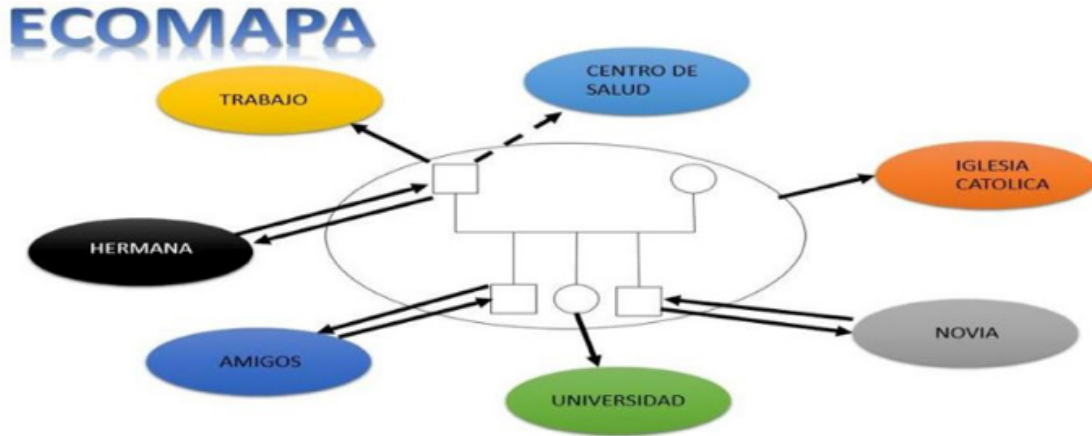 ECOMAPA
TRABAJO
CENTRO DE
SALUD
IGLESIA
CATOLICA
HERMANA
AMIGOS
NOVIA
UNIVERSIDAD